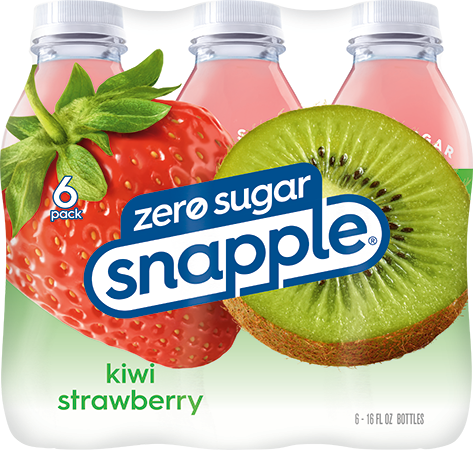 6
pack
zerø sugar
snapple®
kiwi
strawberry
6 - 16 FL OZ BOTTLES